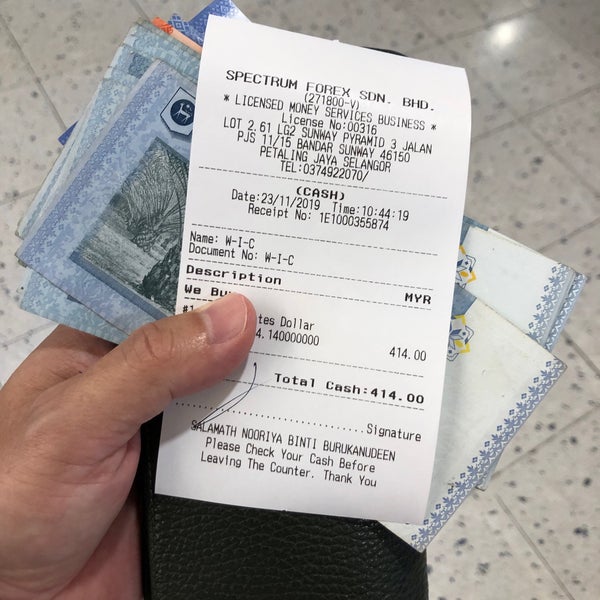 SPECTRUM FOREX SDN. BHD.
(271800-V)
* LICENSED MONEY SERVICES BUSINESS *
License No:00316
LOT 2.61 LG2 SUNWAY PYRAMID 3 JALAN
PJS 11/15 BANDAR SUNWAY 46150
PETALING JAYA SELANGOR
TEL:0374922070/
(CASH)
Date:23/11/2019 Time:10:44:19
Receipt No: 1E1000355874
Name: W-I-C
Document No: W-I-C
Description MYR
We Bu
tes Dollar
4.140000000 414.00
Total Cash:414.00
Signature
SALAMATH NOORIYA BINTI BURUKANUDEEN
Please Check Your Cash Before
Leaving The Counter. Thank You